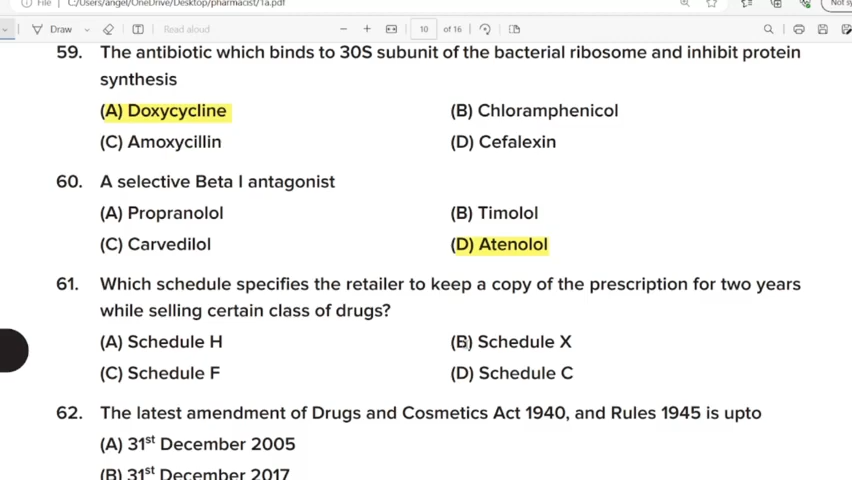 File | C:/Users/angel/OneDrive/Desktop/pharmacist/1a.pdf
Draw Read aloud 10 of 16
59. The antibiotic which binds to 30S subunit of the bacterial ribosome and inhibit protein
synthesis
(A) Doxycycline (B) Chloramphenicol
(C) Amoxycillin (D) Cefalexin
60. A selective Beta I antagonist
(A) Propranolol (B) Timolol
(C) Carvedilol (D) Atenolol
61. Which schedule specifies the retailer to keep a copy of the prescription for two years
while selling certain class of drugs?
(A) Schedule H (B) Schedule X
(C) Schedule F (D) Schedule C
62. The latest amendment of Drugs and Cosmetics Act 1940, and Rules 1945 is upto
(A) 31st December 2005
(B) 31st December 2017